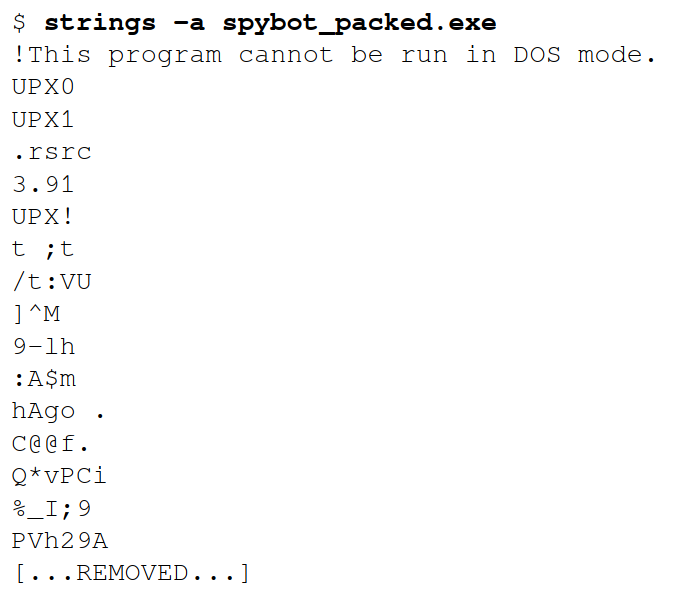 $ strings -a spybot_packed.exe
!This program cannot be run in DOS mode.
UPX0
UPX1
.rsrc
3.91
UPX!
t ;t
/t:VU
]^M
9-lh
:A$m
hAgo .
C@@f.
Q*vPCi
%_I;9
PVh29A
[...REMOVED...]